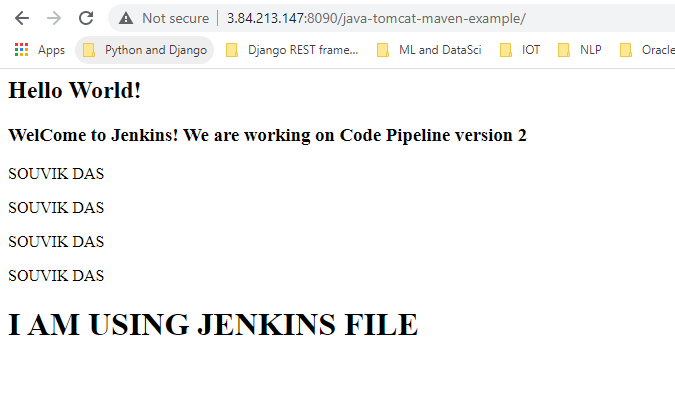 Not secure | 3.84.213.147:8090/java-tomcat-maven-example/
Apps Python and Django Django REST frame... ML and DataSci IOT NLP Oracle
Hello World!
WelCome to Jenkins! We are working on Code Pipeline version 2
SOUVIK DAS
SOUVIK DAS
SOUVIK DAS
SOUVIK DAS
I AM USING JENKINS FILE